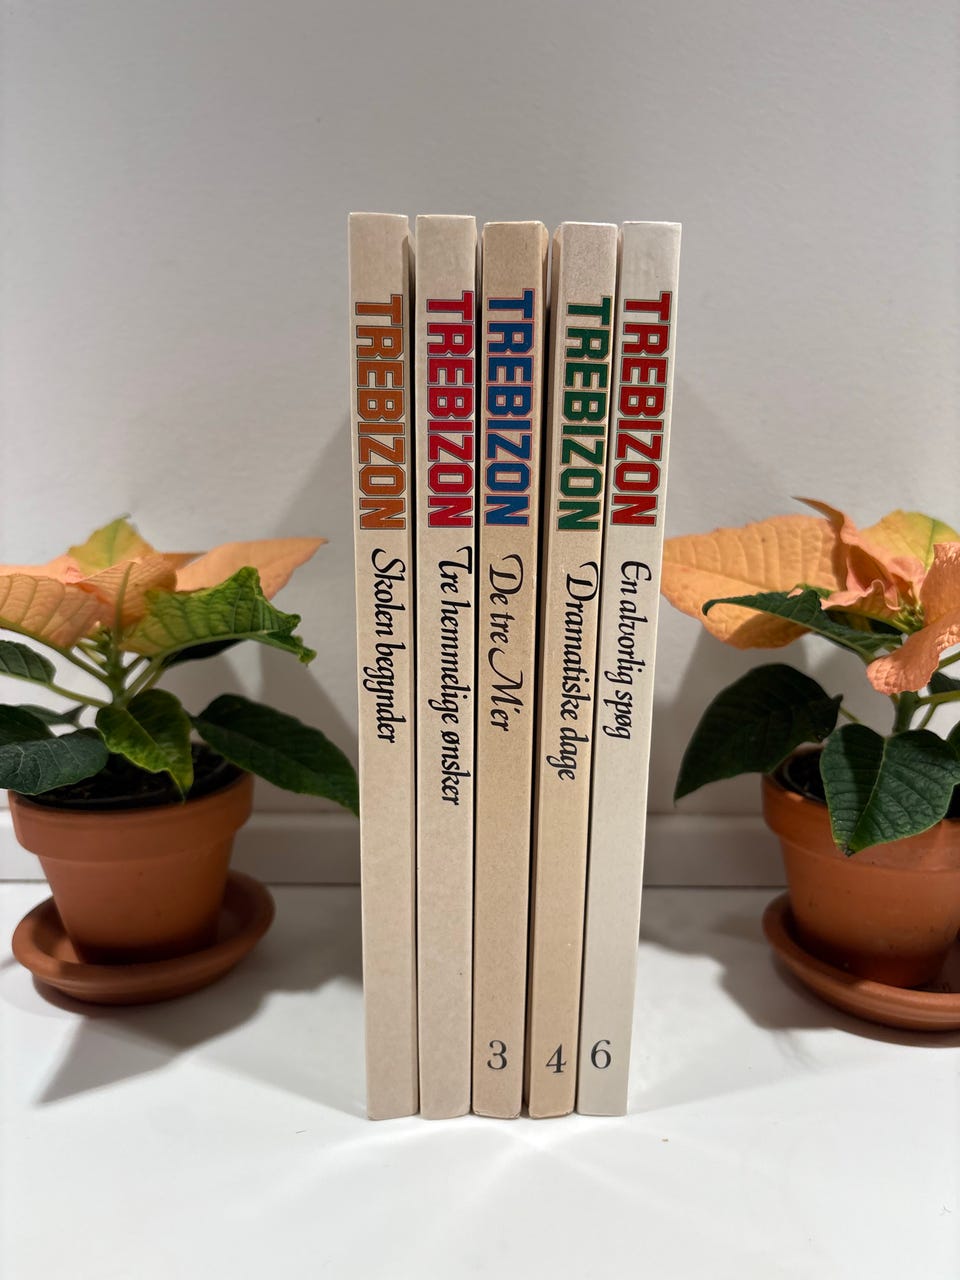 TREBIZON
Skolen begynder
TREBIZON
Tre hemmelige ønsker
TREBIZON
De tre M'er
3
TREBIZON
Dramatiske dage
4
TREBIZON
En alvorlig spøg
6